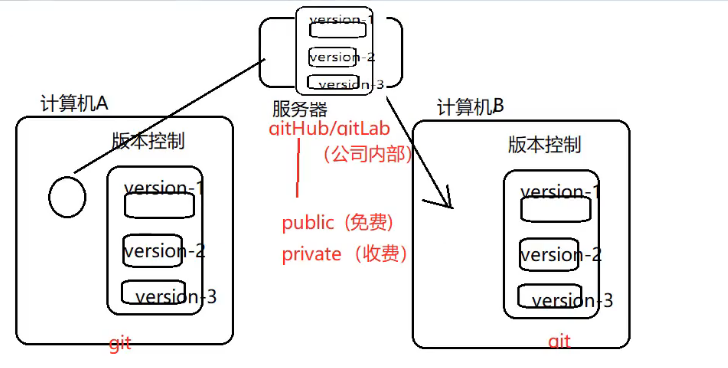 version-1
version-2
version-3
服务器
gitHub/gitLab
(公司内部)
public (免费)
private (收费)
计算机A
版本控制
version-1
version-2
version-3
git
计算机B
版本控制
version-1
version-2
version-3
git